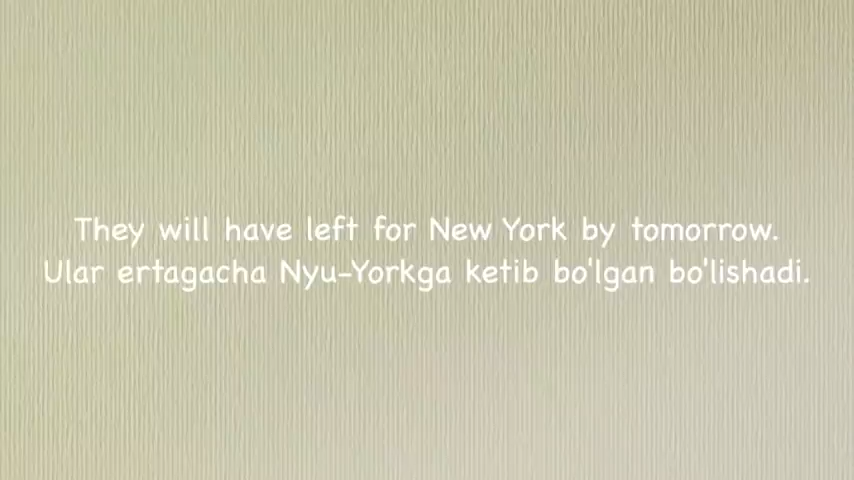 They will have left for New York by tomorrow.
Ular ertagacha Nyu-Yorkga ketib bo'lgan bo'lishadi.